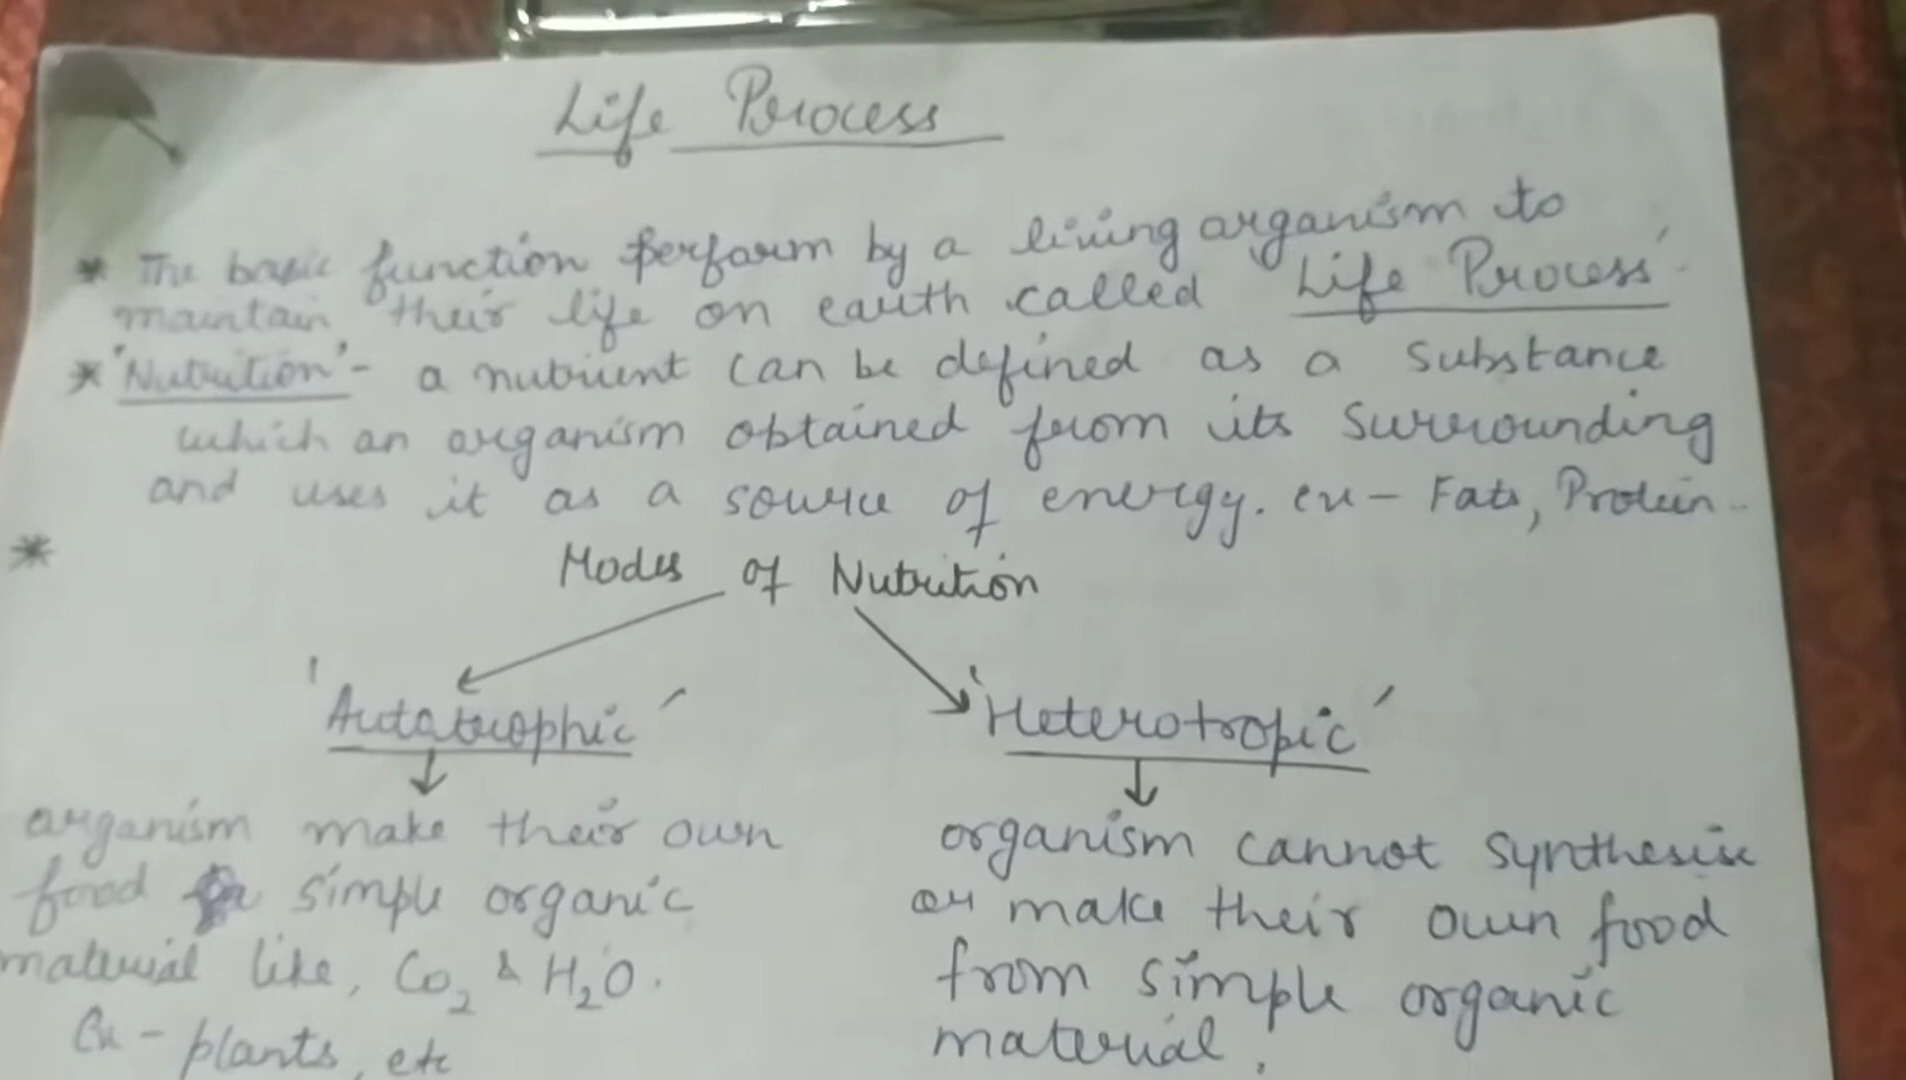 Life Process
* The basic function perform by a living organism to
maintain their life on earth called 'Life Process'
* 'Nutrition' - a nutrient can be defined as a substance
which an organism obtained from its surrounding
and uses it as a source of energy. ex - Fats, Protein -
*
Modes of Nutrition
'Autotrophic' 'Heterotropic'
organism make their own
food simple organic
material like, Co2 & H2O.
Ex - plants, etc
organism cannot synthesise
or make their own food
from simple organic
material.